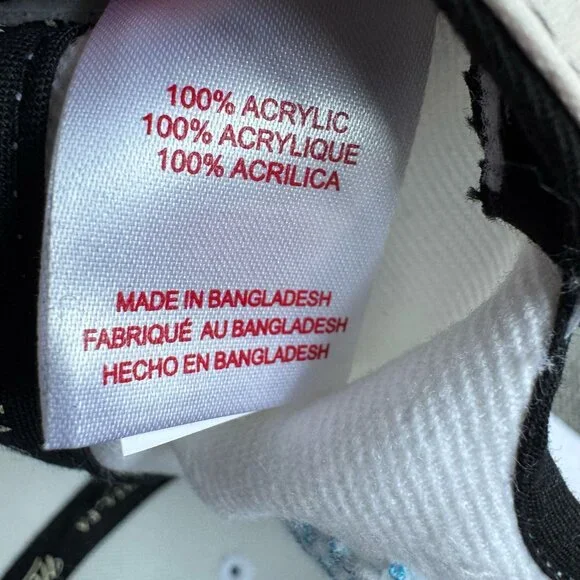 100% ACRYLIC
100% ACRYLIQUE
100% ACRILICA
MADE IN BANGLADESH
FABRIQUÉ AU BANGLADESH
HECHO EN BANGLADESH